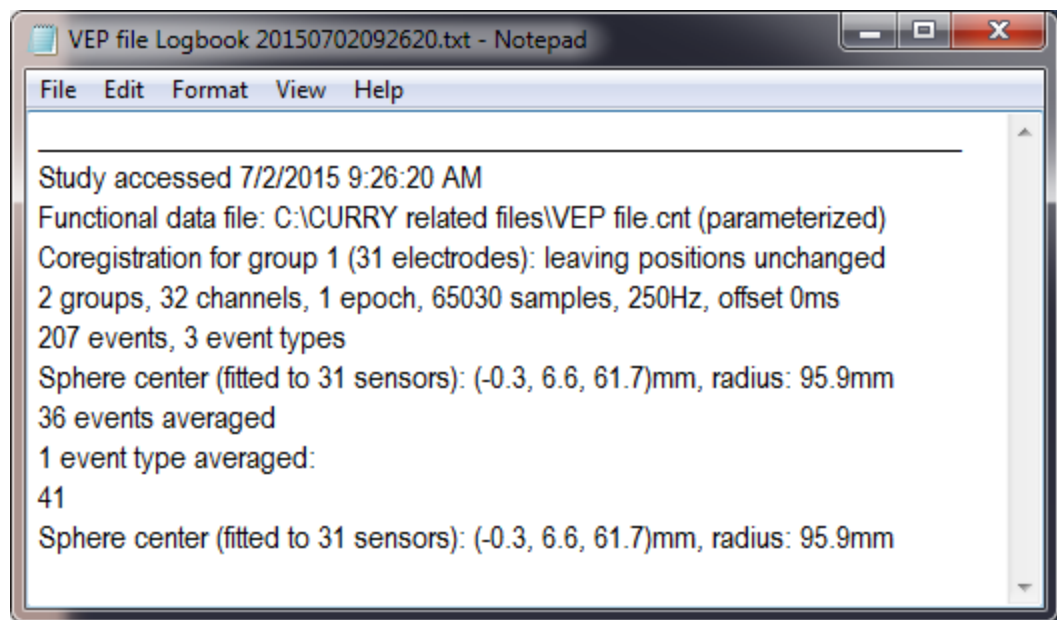 VEP file Logbook 20150702092620.txt - Notepad
File Edit Format View Help
Study accessed 7/2/2015 9:26:20 AM
Functional data file: C:\CURRY related files\VEP file.cnt (parameterized)
Coregistration for group 1 (31 electrodes): leaving positions unchanged
2 groups, 32 channels, 1 epoch, 65030 samples, 250Hz, offset 0ms
207 events, 3 event types
Sphere center (fitted to 31 sensors): (-0.3, 6.6, 61.7)mm, radius: 95.9mm
36 events averaged
1 event type averaged:
41
Sphere center (fitted to 31 sensors): (-0.3, 6.6, 61.7)mm, radius: 95.9mm